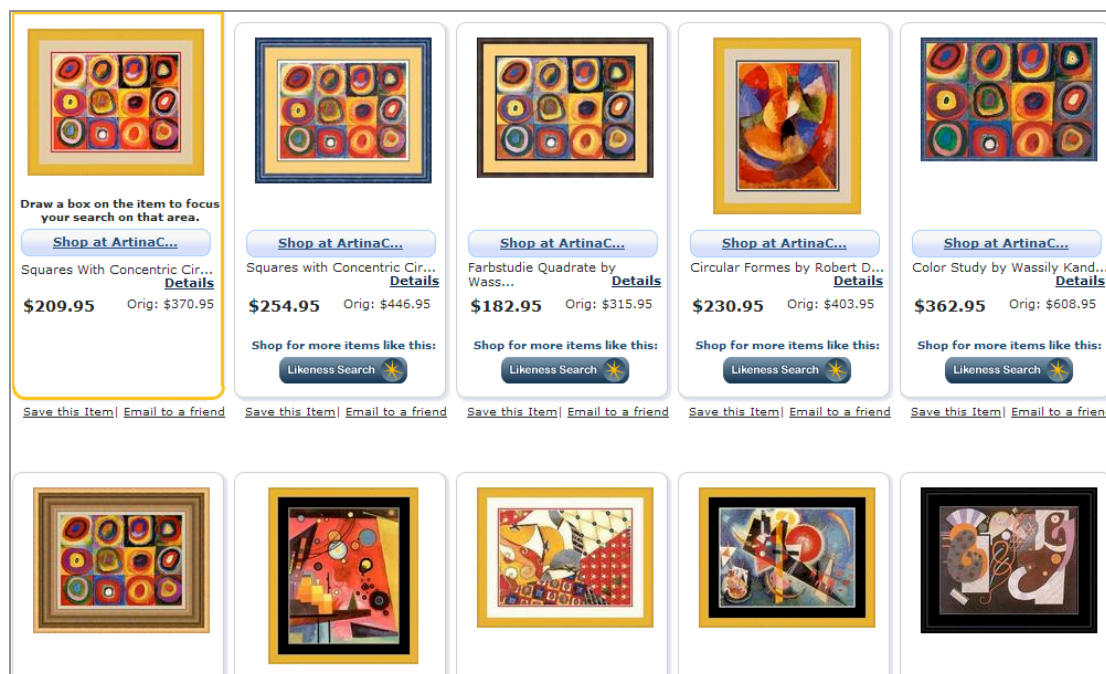 Draw a box on the item to focus
your search on that area.
Shop at ArtinaC...
Squares With Concentric Cir...
Details
$209.95 Orig: $370.95
Save this Item| Email to a friend
Shop at ArtinaC...
Squares with Concentric Cir...
Details
$254.95 Orig: $446.95
Shop for more items like this:
Likeness Search
Save this Item| Email to a friend
Shop at ArtinaC...
Farbstudie Quadrate by
Wass... Details
$182.95 Orig: $315.95
Shop for more items like this:
Likeness Search
Save this Item| Email to a friend
Shop at ArtinaC...
Circular Formes by Robert D...
Details
$230.95 Orig: $403.95
Shop for more items like this:
Likeness Search
Save this Item| Email to a friend
Shop at ArtinaC...
Color Study by Wassily Kand...
Details
$362.95 Orig: $608.95
Shop for more items like this:
Likeness Search
Save this Item| Email to a frien